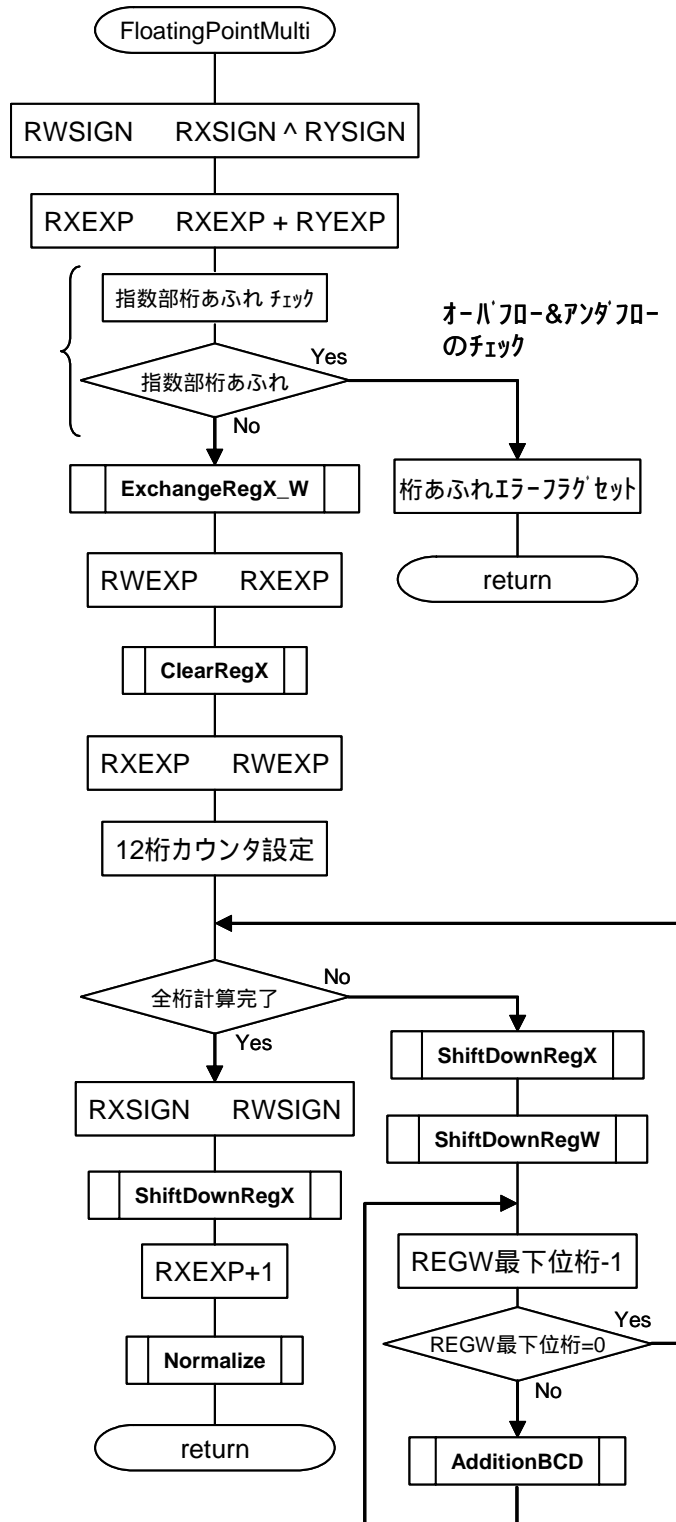 FloatingPointMulti
RWSIGN RXSIGN ^ RYSIGN
RXEXP RXEXP + RYEXP
指数部桁あふれ ﾁｪｯｸ
ｵｰﾊﾞﾌﾛｰ&ｱﾝﾀﾞﾌﾛｰ
のﾁｪｯｸ
指数部桁あふれ
Yes
No
ExchangeRegX_W
桁あふれｴﾗｰﾌﾗｸﾞｾｯﾄ
RWEXP RXEXP
return
ClearRegX
RXEXP RWEXP
12桁カウンタ設定
全桁計算完了
No
Yes
ShiftDownRegX
RXSIGN RWSIGN
ShiftDownRegW
ShiftDownRegX
REGW最下位桁-1
RXEXP+1
REGW最下位桁=0
Yes
No
Normalize
return
AdditionBCD